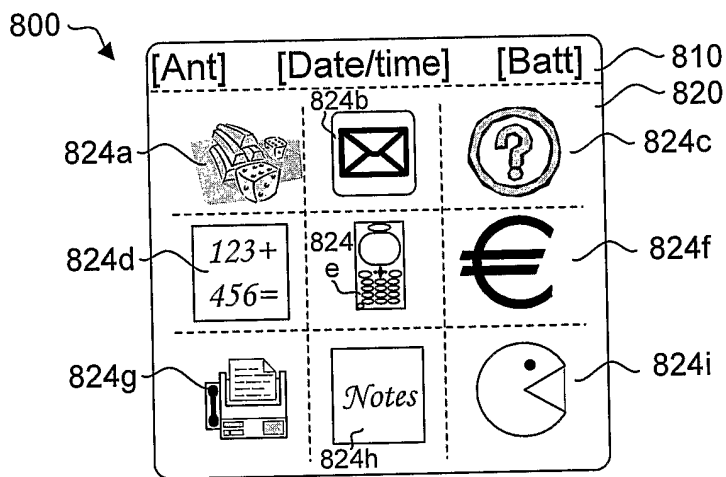 800
[Ant] [Date/time] [Batt] 810
820
824a 824b 824c
?
824d 123+ 824 824f
456= e
824g Notes 824i
824h